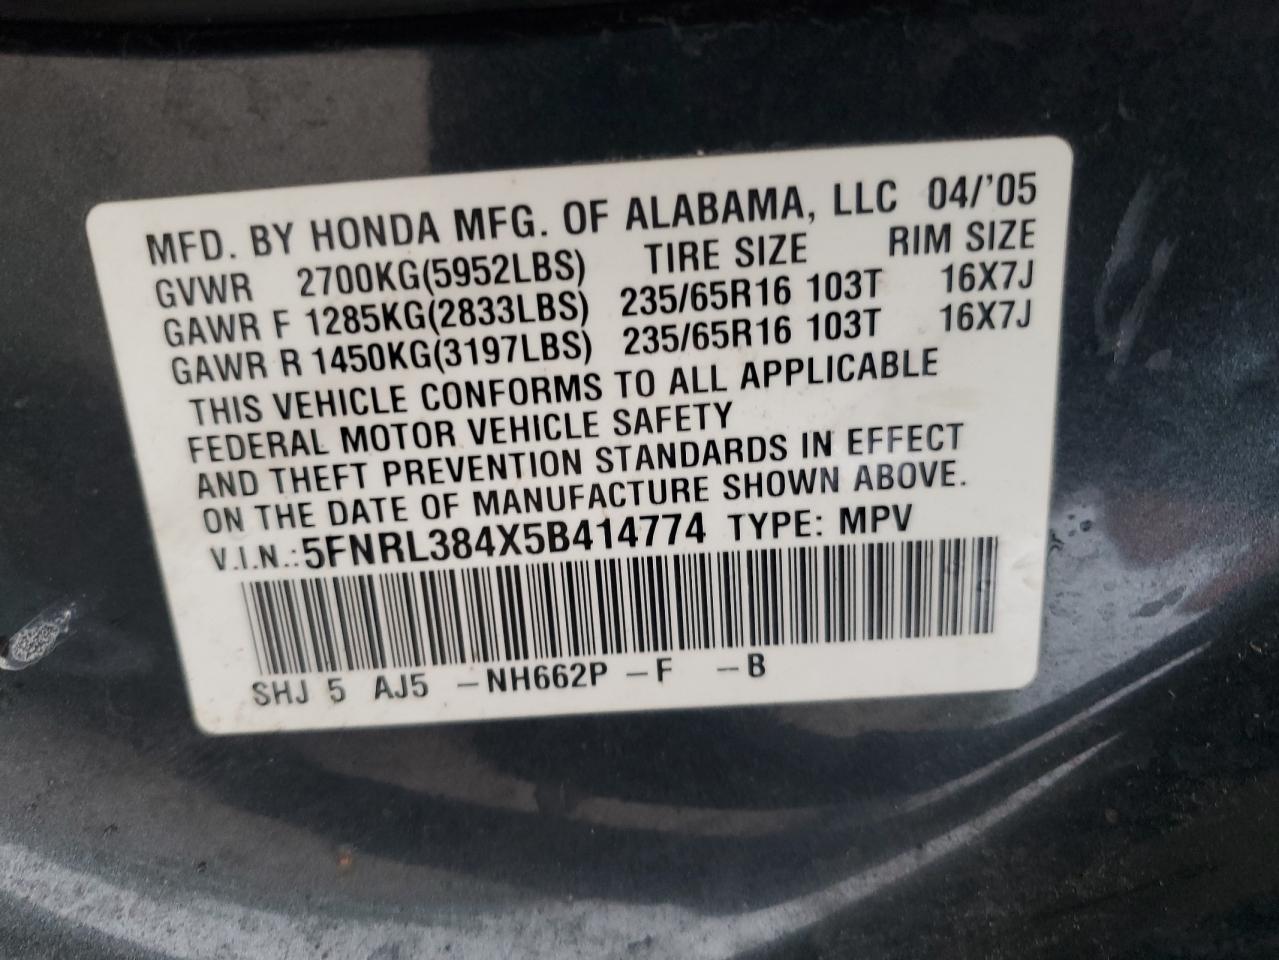 MFD. BY HONDA MFG. OF ALABAMA, LLC 04/'05
GVWR 2700KG(5952LBS) TIRE SIZE RIM SIZE
GAWR F 1285KG(2833LBS) 235/65R16 103T 16X7J
GAWR R 1450KG(3197LBS) 235/65R16 103T 16X7J
THIS VEHICLE CONFORMS TO ALL APPLICABLE
FEDERAL MOTOR VEHICLE SAFETY
AND THEFT PREVENTION STANDARDS IN EFFECT
ON THE DATE OF MANUFACTURE SHOWN ABOVE.
V.I.N.:5FNRL384X5B414774 TYPE: MPV
SHJ 5 AJ5 –NH662P –F –B